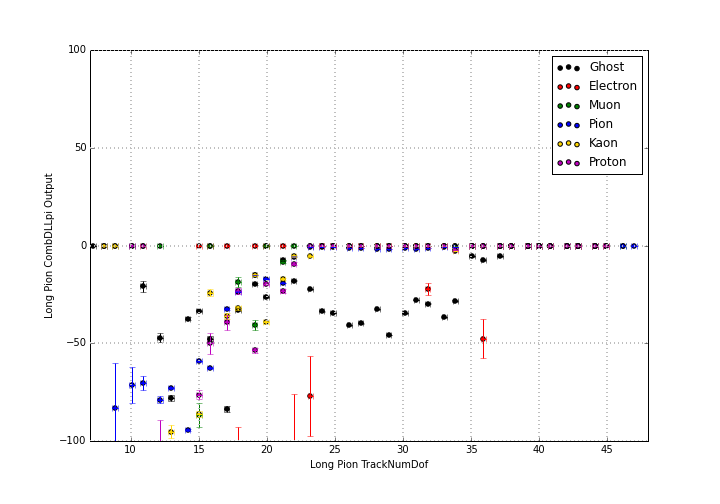 100
50
0
−50
−100
Long Pion CombDLLpi Output
Ghost
Electron
Muon
Pion
Kaon
Proton
10 15 20 25 30 35 40 45
Long Pion TrackNumDof